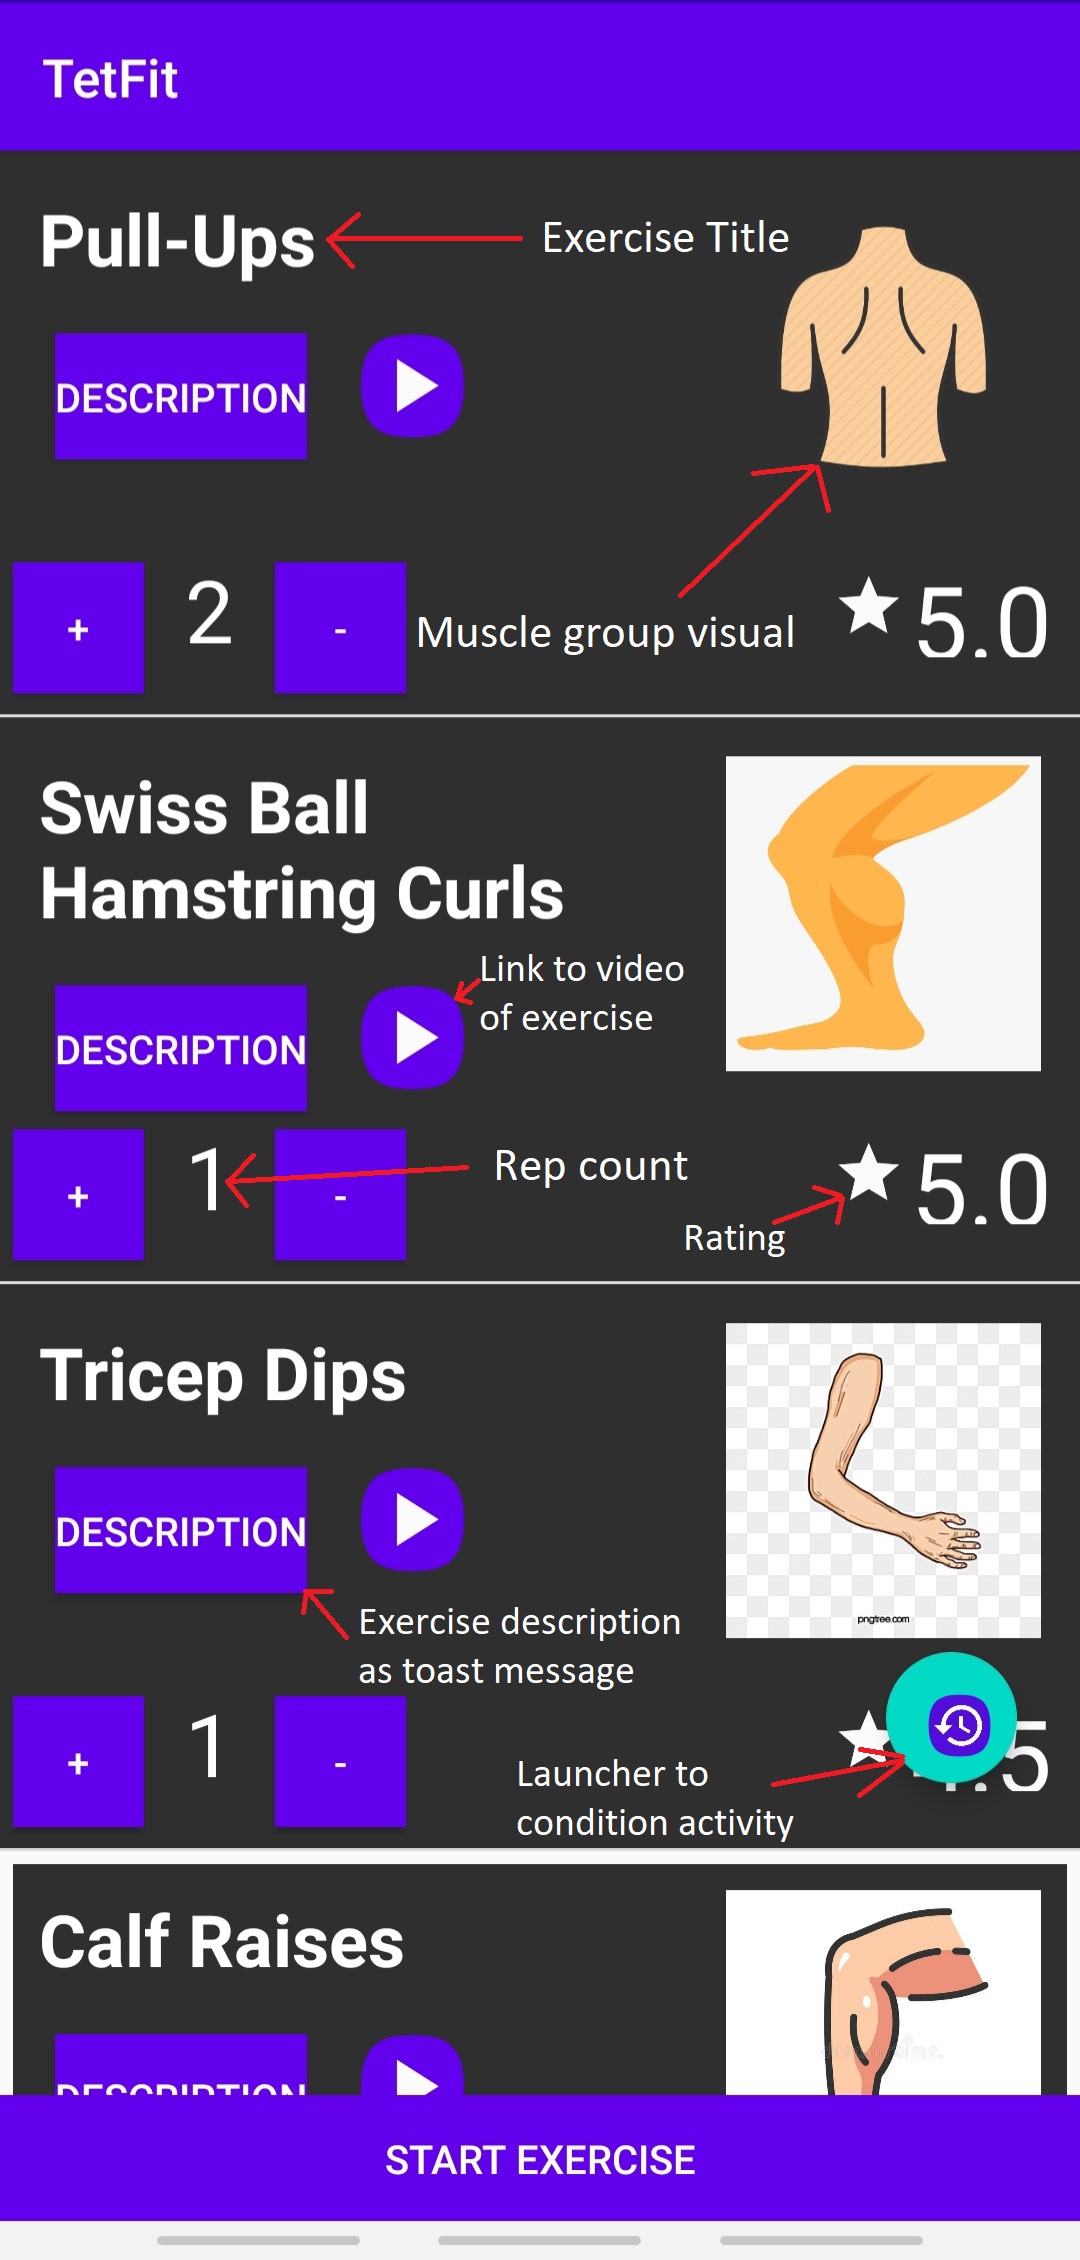 TetFit
Pull-Ups
Exercise Title
DESCRIPTION
+
2
-
Muscle group visual
5.0
Swiss Ball
Hamstring Curls
Link to video
of exercise
DESCRIPTION
+
1
-
Rep count
5.0
Rating
Tricep Dips
DESCRIPTION
pngtree.com
Exercise description
as toast message
+
1
-
Launcher to
condition activity
Calf Raises
DESCRIPTION
START EXERCISE